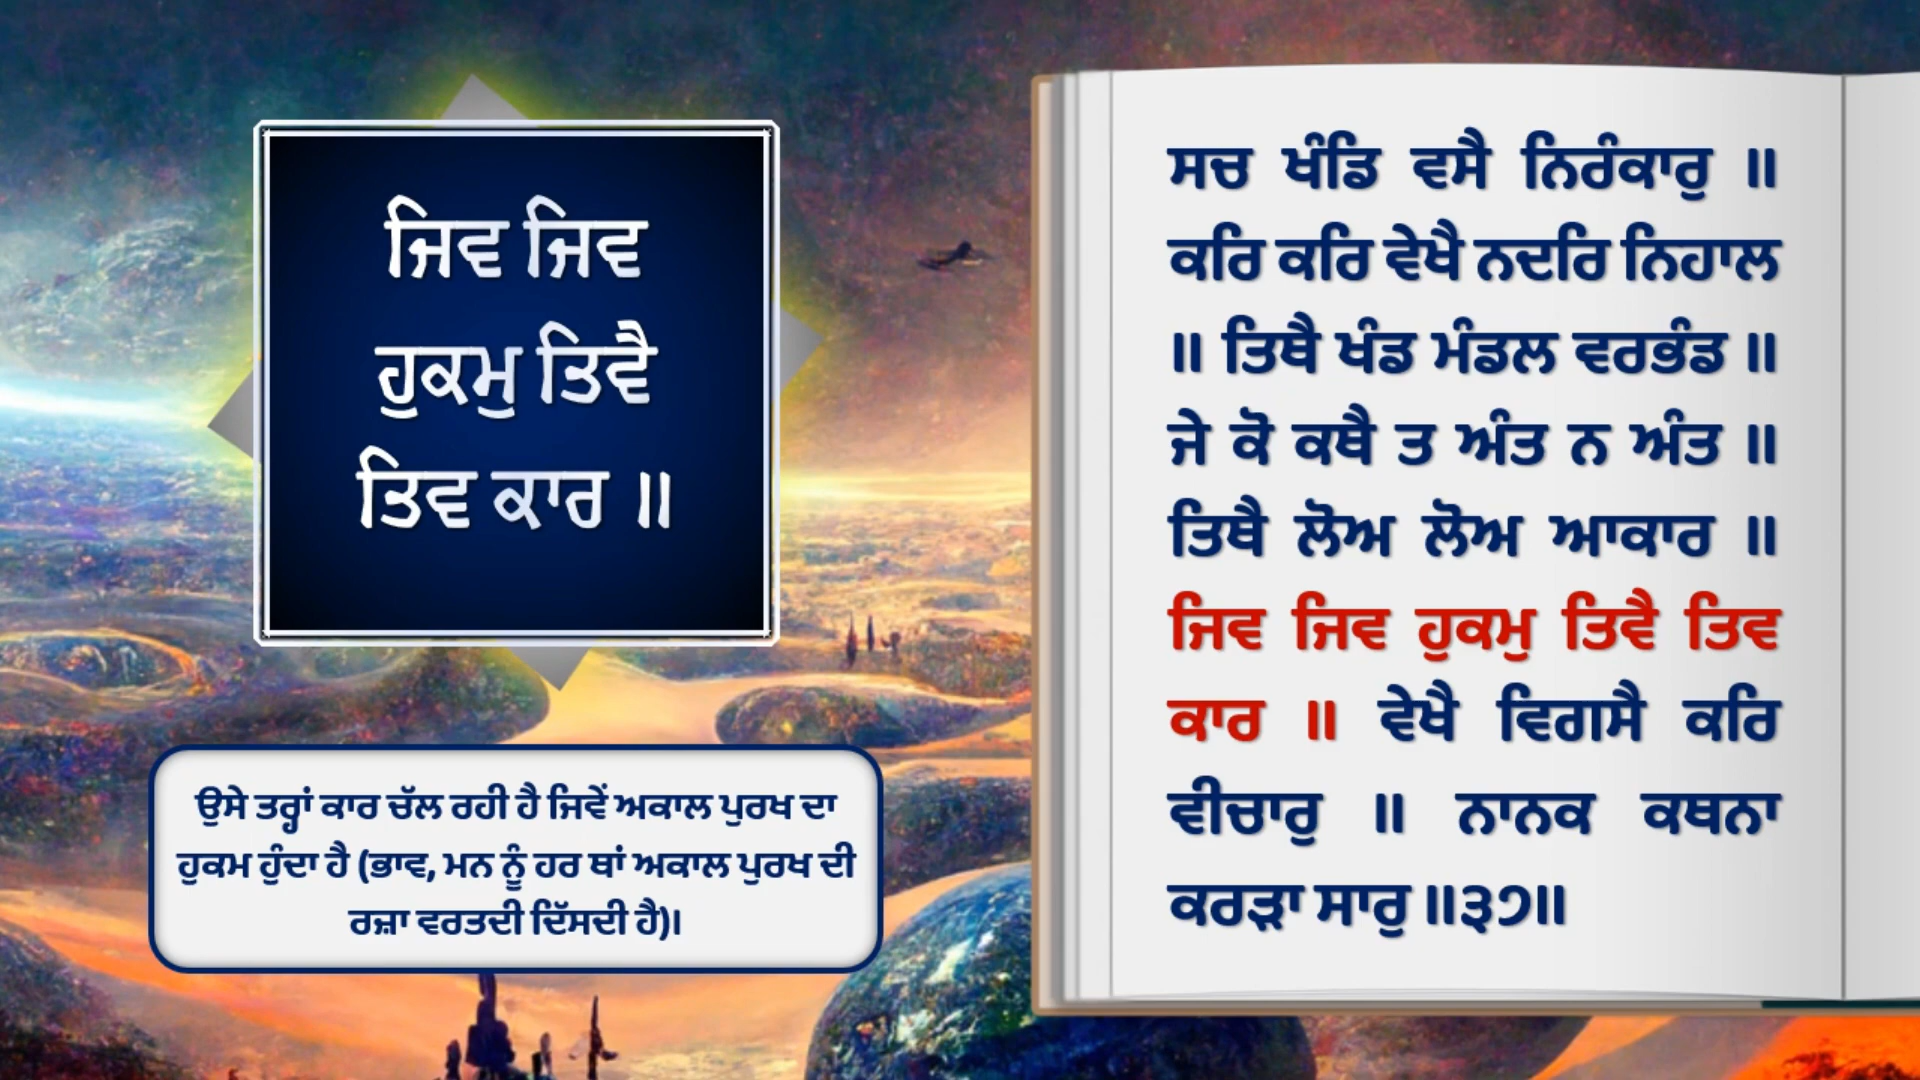 ਜਿਵ ਜਿਵ
ਹੁਕਮੁ ਤਿਵੈ
ਤਿਵ ਕਾਰ ॥
ਉਸੇ ਤਰ੍ਹਾਂ ਕਾਰ ਚੱਲ ਰਹੀ ਹੈ ਜਿਵੇਂ ਅਕਾਲ ਪੁਰਖ ਦਾ
ਹੁਕਮ ਹੁੰਦਾ ਹੈ (ਭਾਵ, ਮਨ ਨੂੰ ਹਰ ਥਾਂ ਅਕਾਲ ਪੁਰਖ ਦੀ
ਰਜ਼ਾ ਵਰਤਦੀ ਦਿੱਸਦੀ ਹੈ)।
ਸਚ ਖੰਡਿ ਵਸੈ ਨਿਰੰਕਾਰੁ ॥
ਕਰਿ ਕਰਿ ਵੇਖੈ ਨਦਰਿ ਨਿਹਾਲ
॥ ਤਿਥੈ ਖੰਡ ਮੰਡਲ ਵਰਭੰਡ ॥
ਜੇ ਕੋ ਕਥੈ ਤ ਅੰਤ ਨ ਅੰਤ ॥
ਤਿਥੈ ਲੋਅ ਲੋਅ ਆਕਾਰ ॥
ਜਿਵ ਜਿਵ ਹੁਕਮੁ ਤਿਵੈ ਤਿਵ
ਕਾਰ ॥ ਵੇਖੈ ਵਿਗਸੈ ਕਰਿ
ਵੀਚਾਰੁ ॥ ਨਾਨਕ ਕਥਨਾ
ਕਰੜਾ ਸਾਰੁ ॥੩੭॥